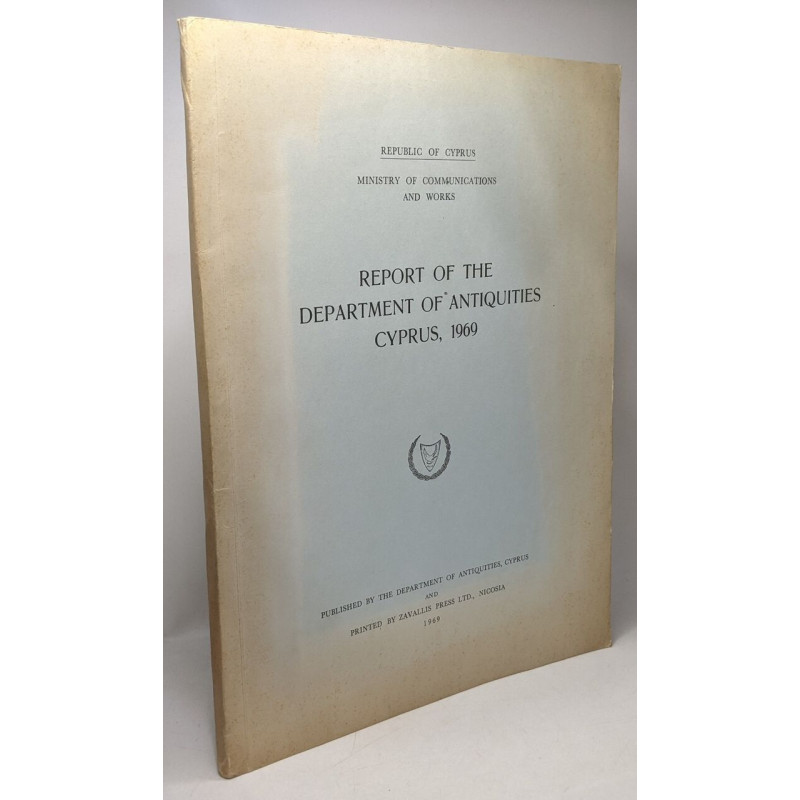 REPUBLIC OF CYPRUS
MINISTRY OF COMMUNICATIONS
AND WORKS
REPORT OF THE
DEPARTMENT OF ANTIQUITIES
CYPRUS, 1969
PUBLISHED BY THE DEPARTMENT OF ANTIQUITIES, CYPRUS
AND
PRINTED BY ZAVALLIS PRESS LTD., NICOSIA
1969